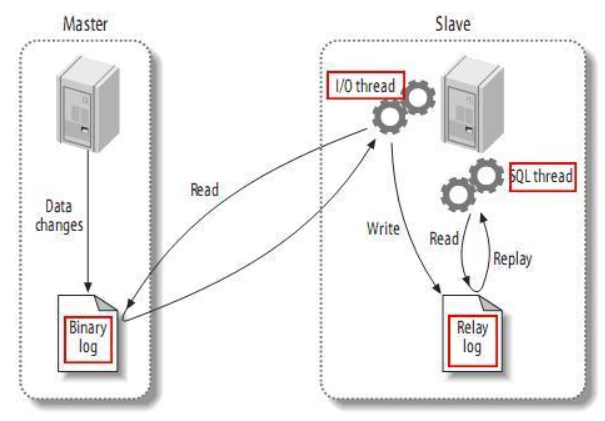 Master
Slave
I/O thread
SQL thread
Data
changes
Read
Write
Read
Replay
Binary
log
Relay
log